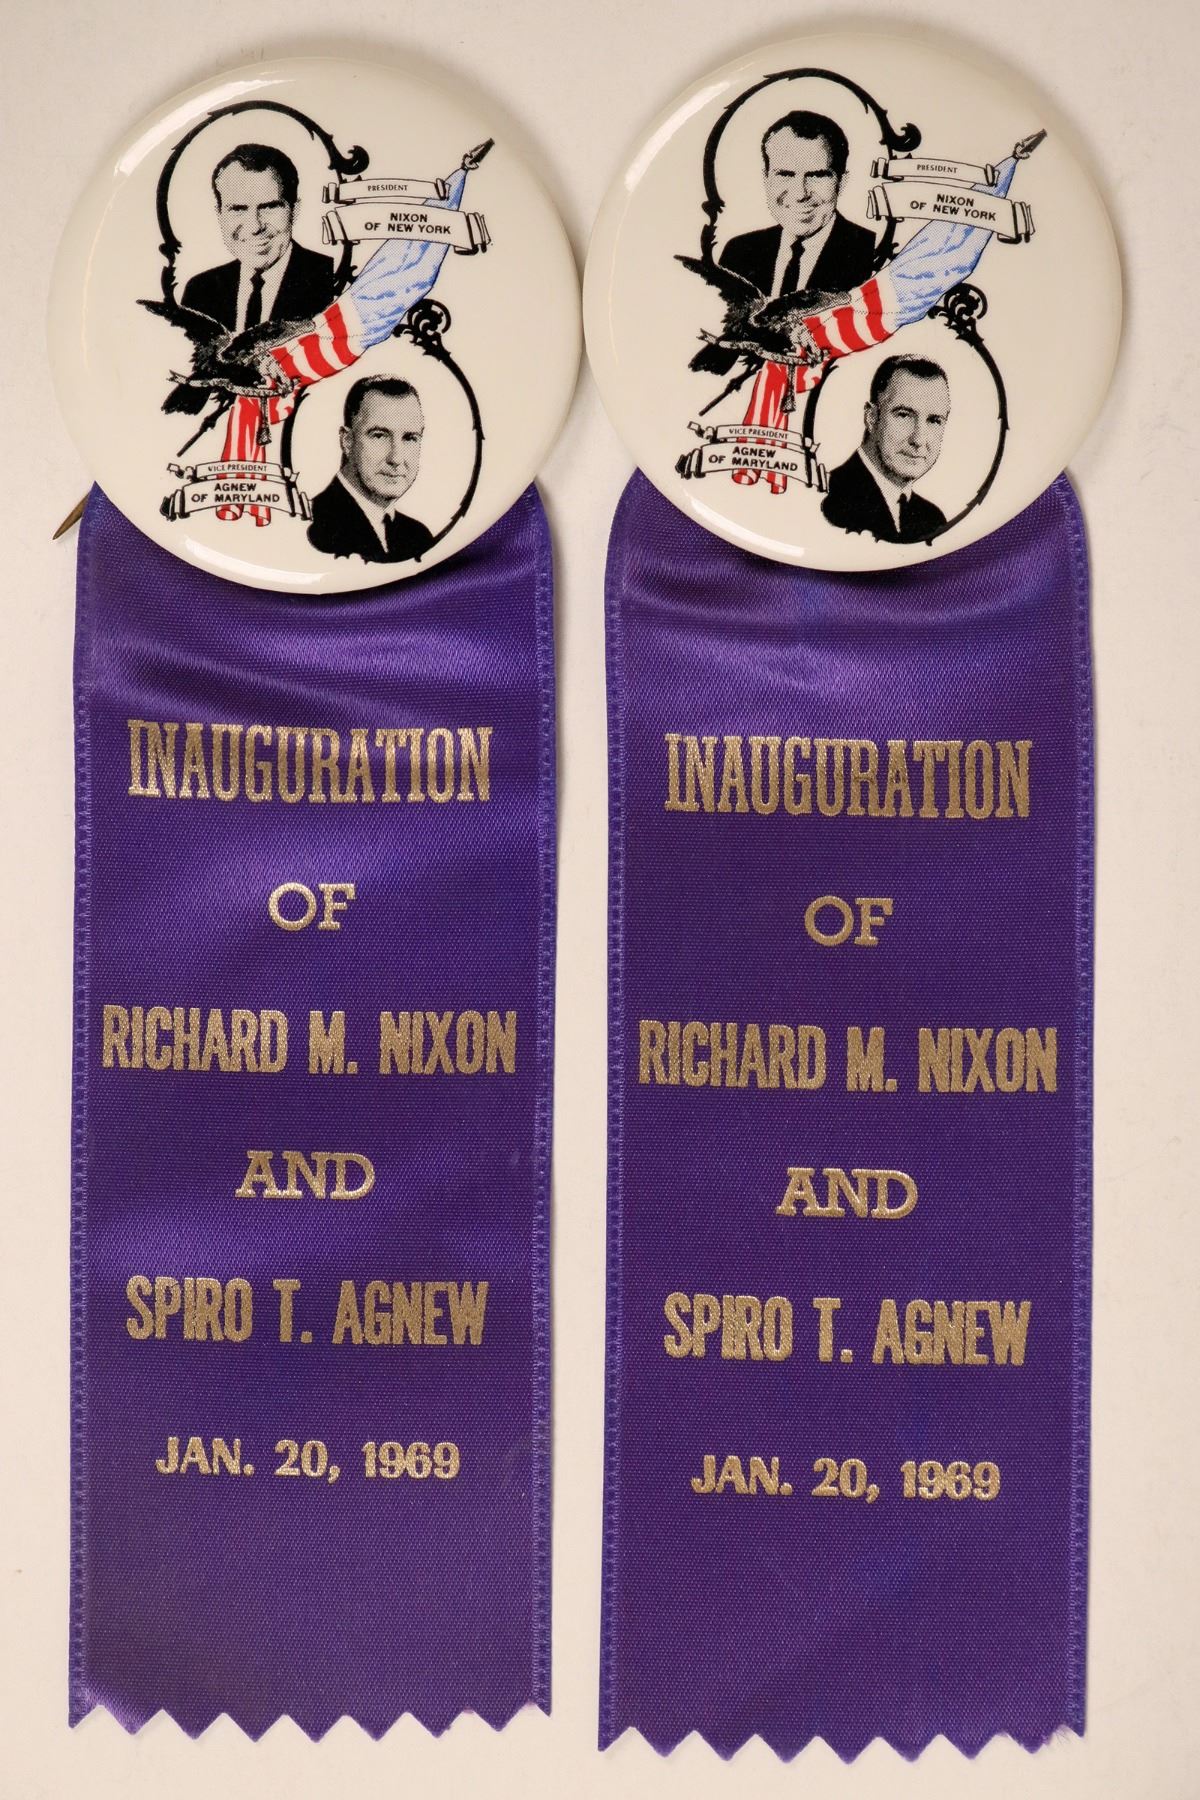 PRESIDENT
NIXON
OF NEW YORK
VICE PRESIDENT
AGNEW
OF MARYLAND
INAUGURATION
OF
RICHARD M. NIXON
AND
SPIRO T. AGNEW
JAN. 20, 1969
PRESIDENT
NIXON
OF NEW YORK
VICE PRESIDENT
AGNEW
OF MARYLAND
INAUGURATION
OF
RICHARD M. NIXON
AND
SPIRO T. AGNEW
JAN. 20, 1969